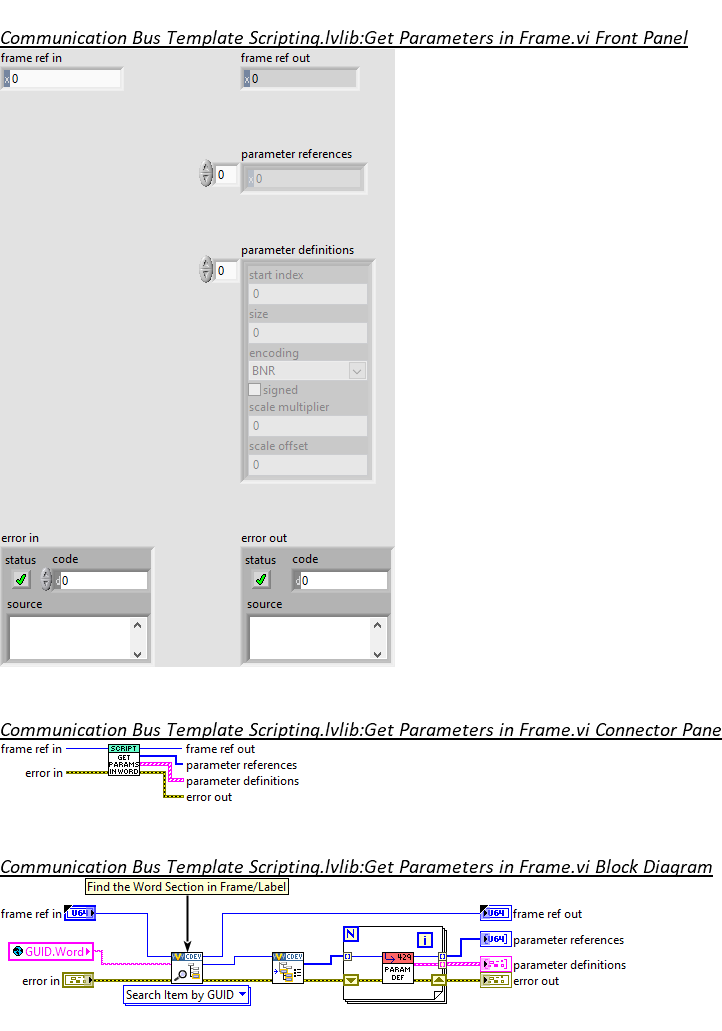 Communication Bus Template Scripting.lvlib:Get Parameters in Frame.vi Front Panel
frame ref in
frame ref out
x 0
x 0
parameter references
0
x 0
parameter definitions
0
start index
0
size
0
encoding
BNR
signed
scale multiplier
0
scale offset
0
error in
error out
status code
status code
d 0
d 0
source
source
Communication Bus Template Scripting.lvlib:Get Parameters in Frame.vi Connector Pane
frame ref in
SCRIPT
GET
PARAMS
IN WORD
frame ref out
parameter references
error in
parameter definitions
error out
Communication Bus Template Scripting.lvlib:Get Parameters in Frame.vi Block Diagram
Find the Word Section in Frame/Label
frame ref in
U64
U64
frame ref out
N
i
[U64]
parameter references
GUID.Word
CDEV
CDEV
429
PARAM
DEF
parameter definitions
error in
error out
Search Item by GUID